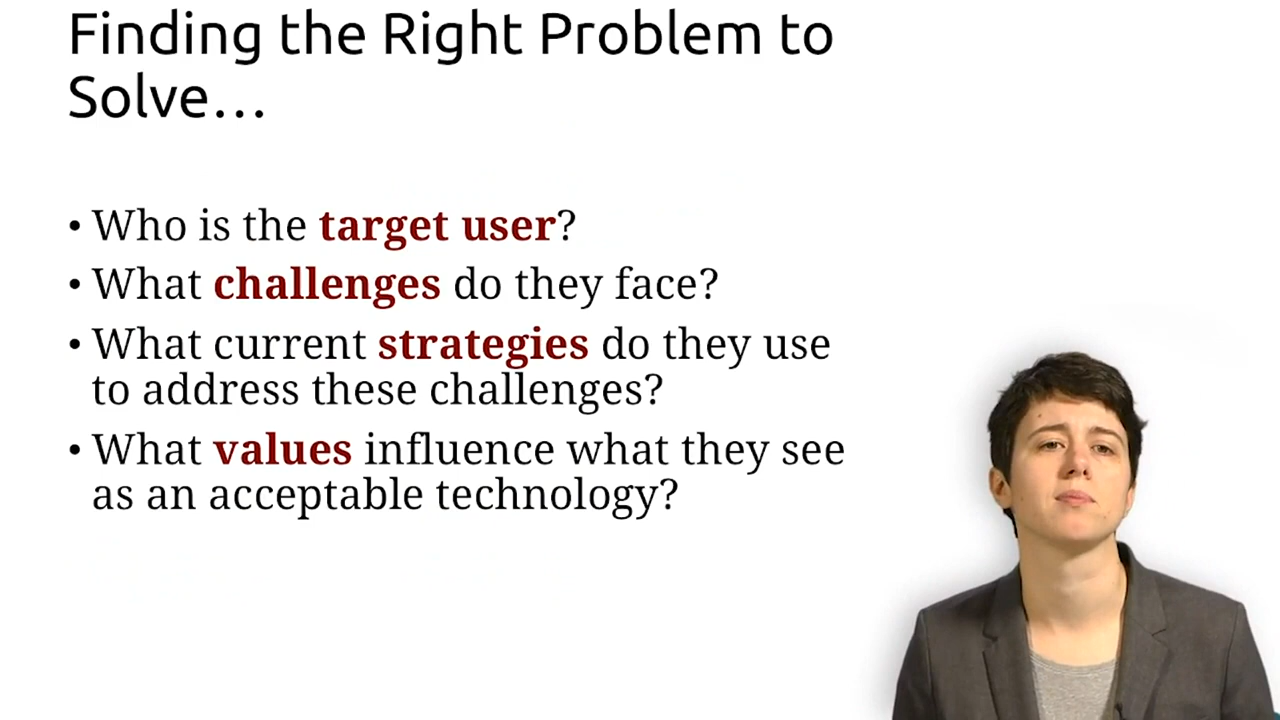 Finding the Right Problem to
Solve…
• Who is the target user?
• What challenges do they face?
• What current strategies do they use
to address these challenges?
• What values influence what they see
as an acceptable technology?